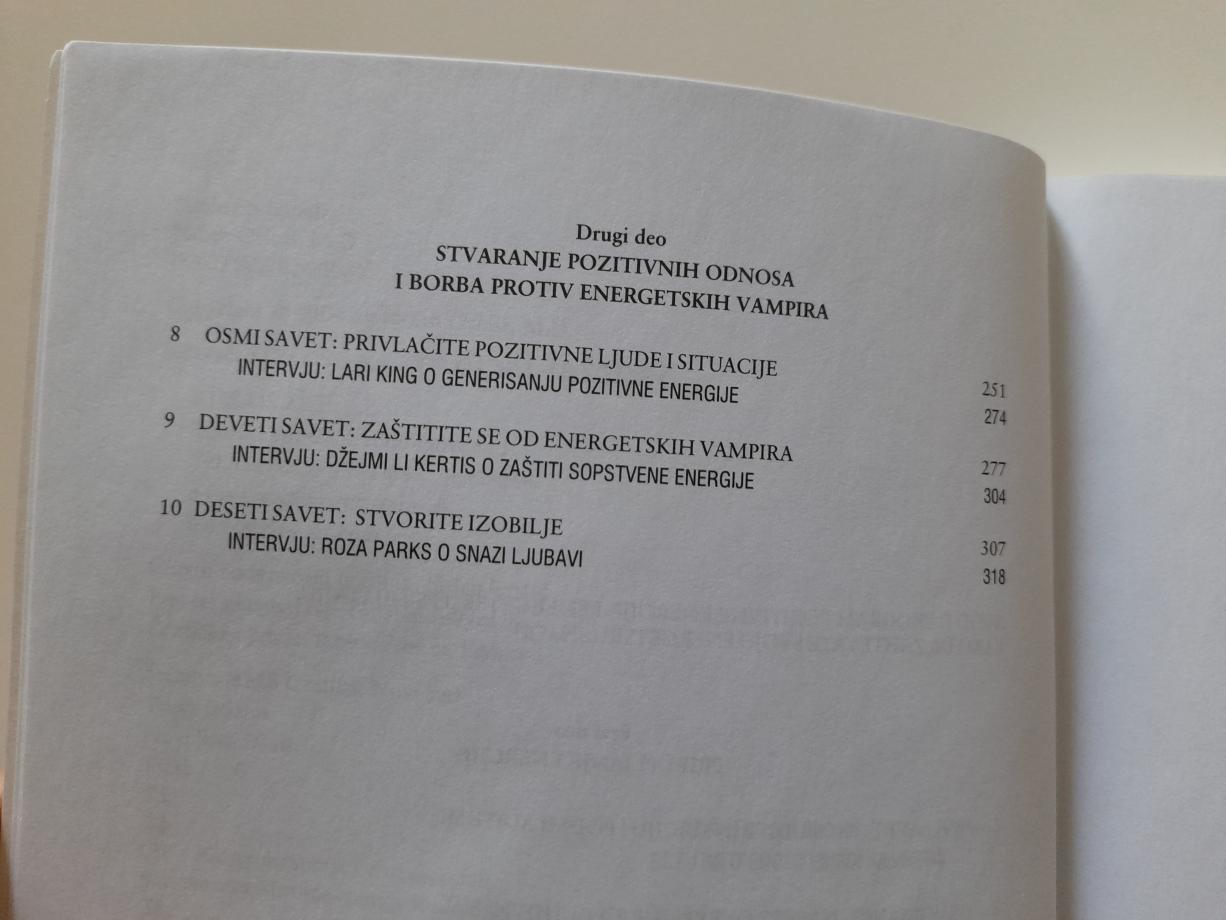 Drugi deo
STVARANJE POZITIVNIH ODNOSA
I BORBA PROTIV ENERGETSKIH VAMPIRA
8 OSMI SAVET: PRIVLAČITE POZITIVNE LJUDE I SITUACIJE 251
INTERVJU: LARI KING O GENERISANJU POZITIVNE ENERGIJE 274
9 DEVETI SAVET: ZAŠTITITE SE OD ENERGETSKIH VAMPIRA 277
INTERVJU: DŽEJMI LI KERTIS O ZAŠTITI SOPSTVENE ENERGIJE 304
10 DESETI SAVET: STVORITE IZOBILJE 307
INTERVJU: ROZA PARKS O SNAZI LJUBAVI 318